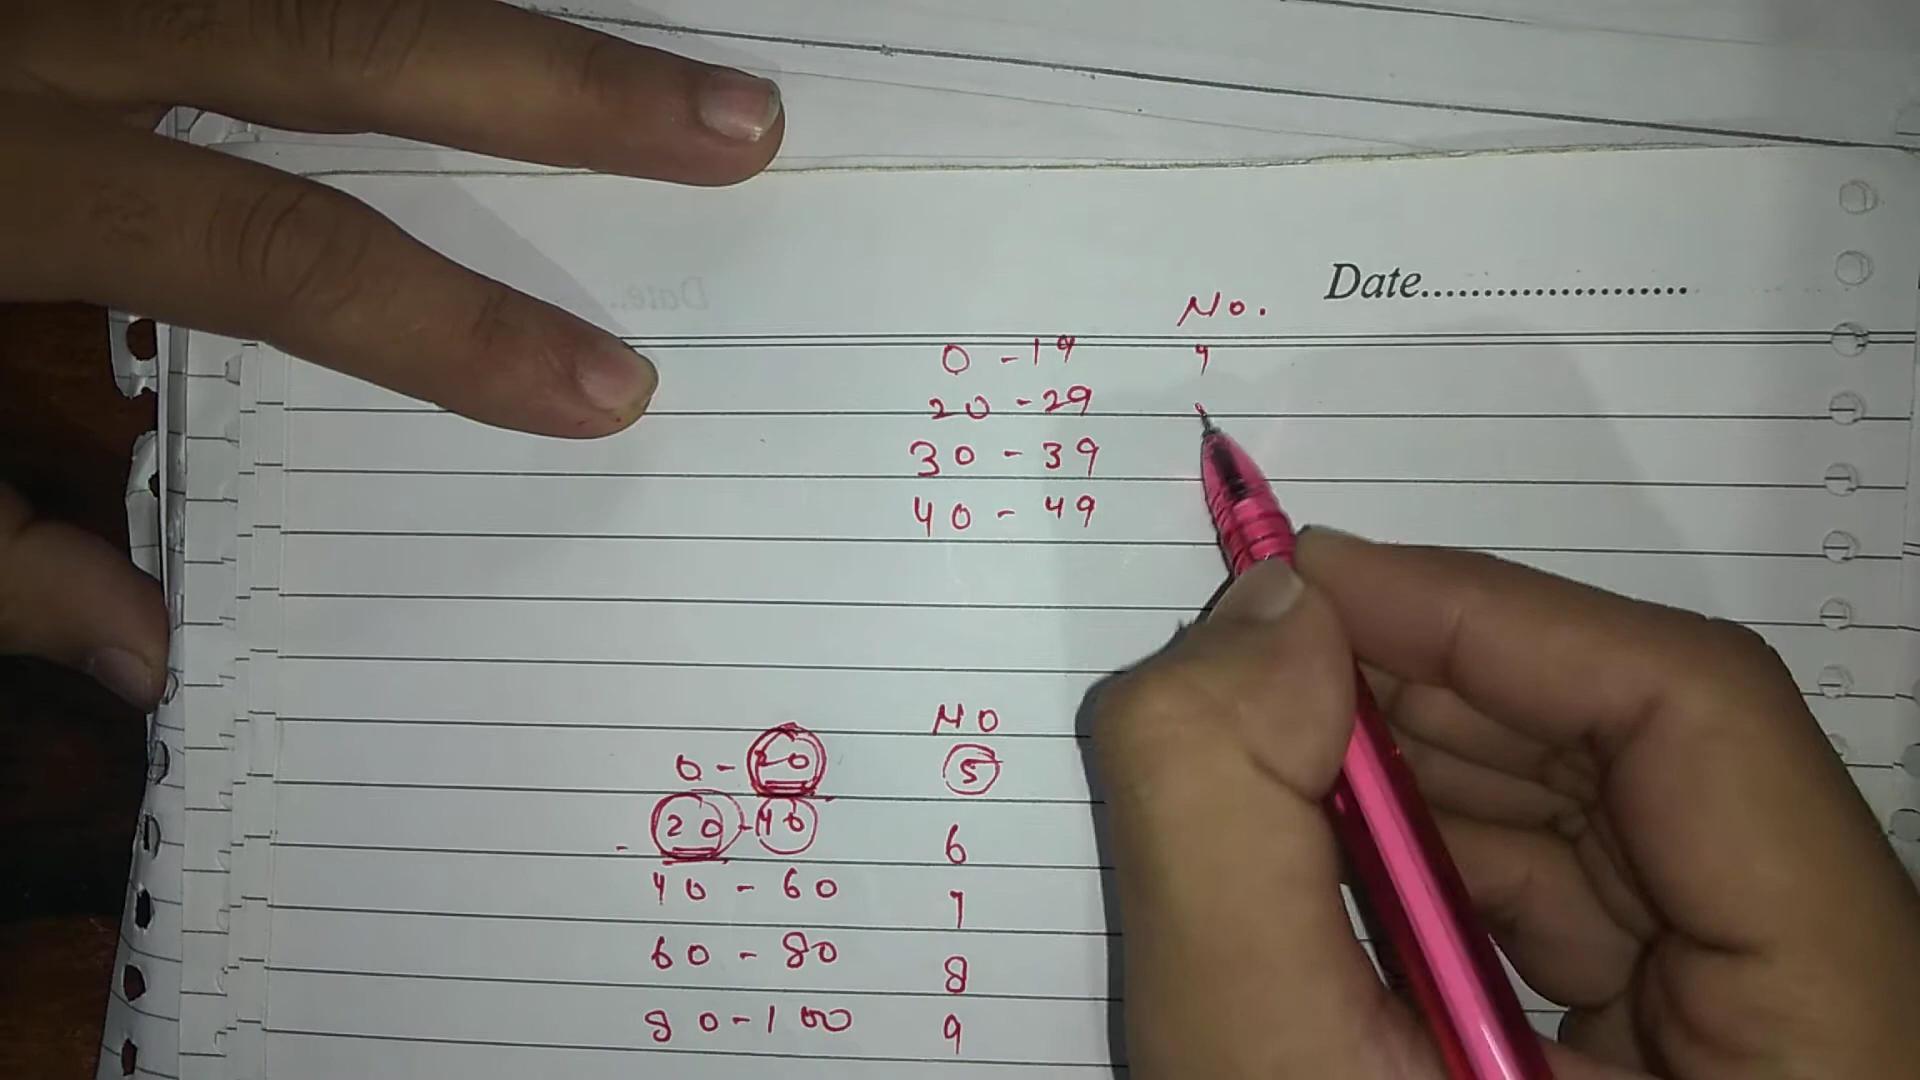 Date.....................
No.
0 - 19 4
20 - 29
30 - 39
40 - 49
NO
0 - 20 5
20 - 40 6
40 - 60 7
60 - 80 8
80 - 100 9